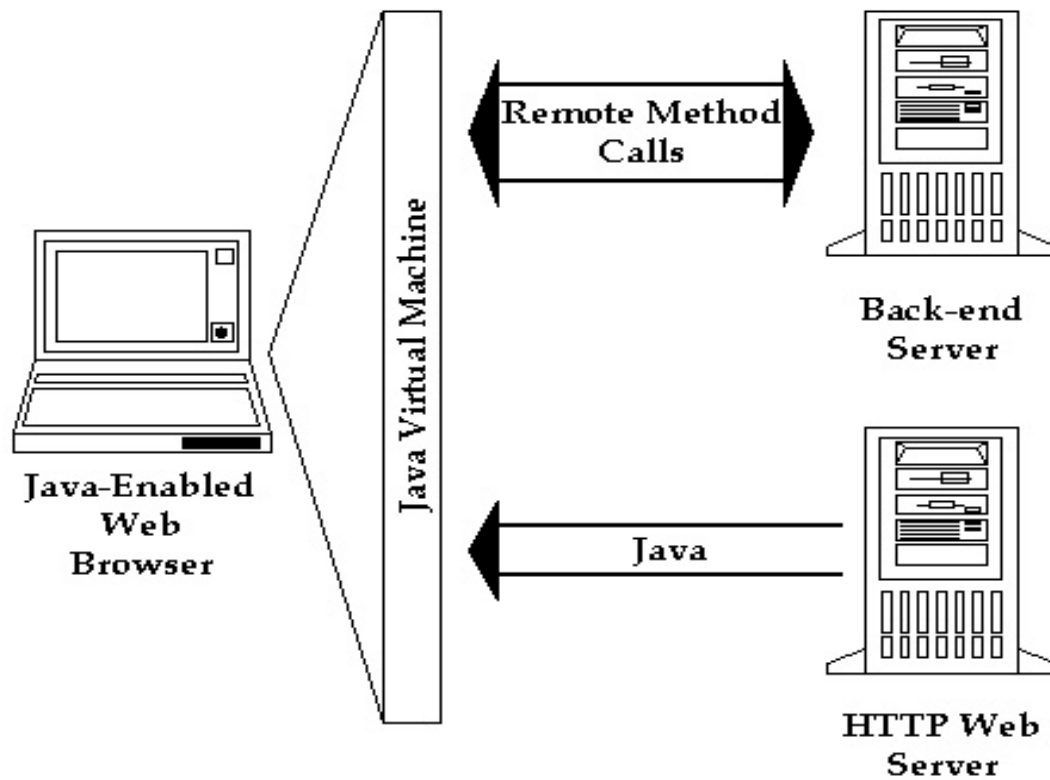 Remote Method
Calls
Back-end
Server
Java Virtual Machine
Java-Enabled
Web
Browser
Java
HTTP Web
Server